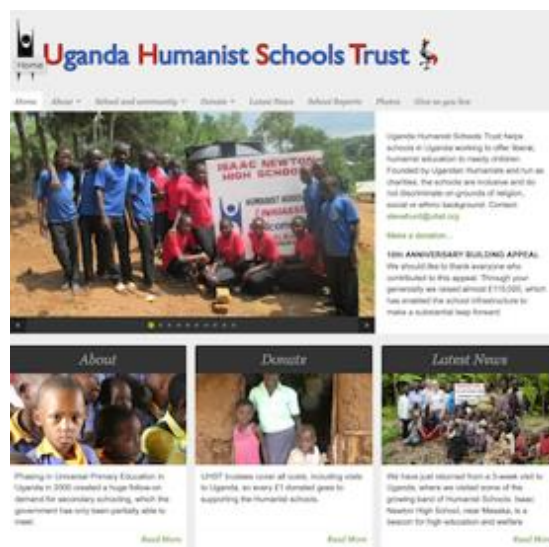 Home
Uganda Humanist Schools Trust
Home About School and community Donate Latest News School Reports Photos Give as you live
ISAAC NEWTON
HIGH SCHOOL
HUMANIST
Uganda Humanist Schools Trust helps
schools in Uganda working to offer liberal,
humanist education to needy children.
Founded by Ugandan Humanists and run as
charities, the schools are inclusive and do
not discriminate on grounds of religion,
social or ethnic background. Contact
Make a donation...
10th ANNIVERSARY BUILDING APPEAL
We should like to thank everyone who
contributed to this appeal. Through your
generosity we raised almost £110,000, which
has enabled the school infrastructure to
make a substantial leap forward.
About
Donate
Latest News
Phasing in Universal Primary Education in
Uganda in 2000 created a huge follow-on
demand for secondary schooling, which the
government has only been partially able to
meet.
Read More
UHST trustees cover all costs, including visits
to Uganda, so every £1 donated goes to
supporting the Humanist schools.
Read More
We have just returned from a 3-week visit to
Uganda, where we visited some of the
growing band of Humanist Schools. Isaac
Newton High School, near Masaka, is a
beacon for high-education and welfare
Read More